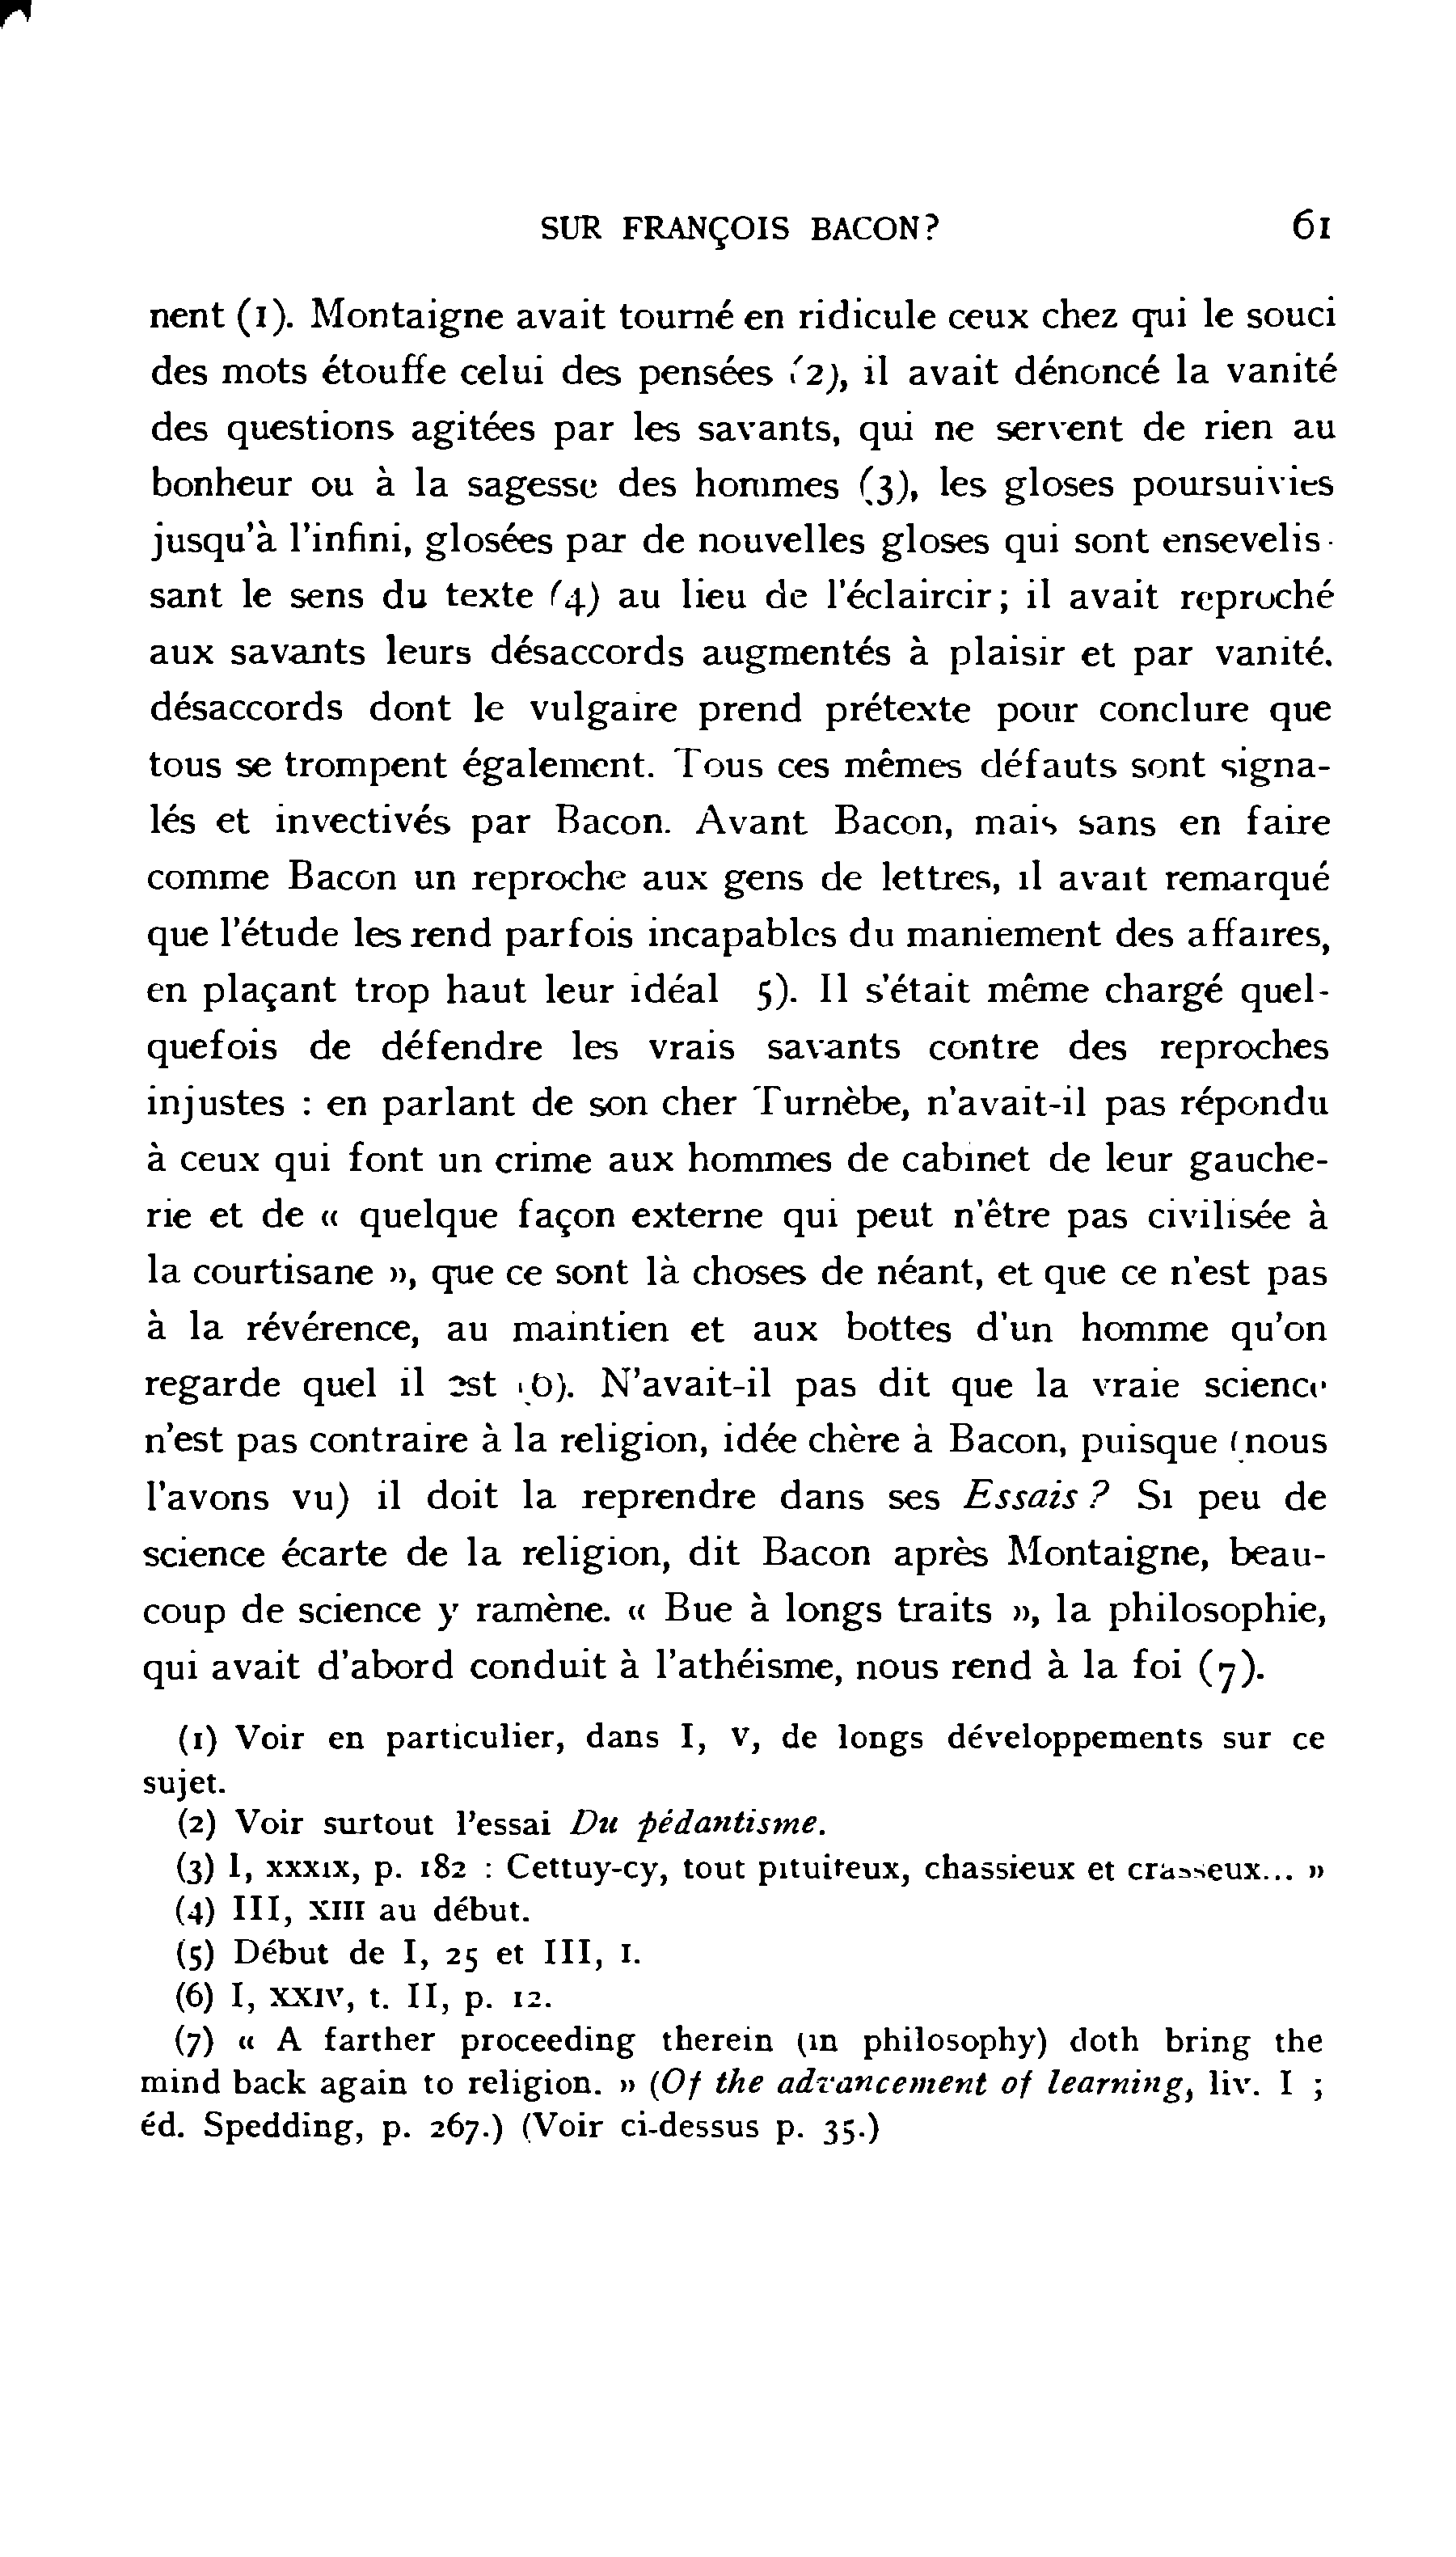 SUR FRANÇOIS BACON? 61
nent (1). Montaigne avait tourné en ridicule ceux chez qui le souci
des mots étouffe celui des pensées (2), il avait dénoncé la vanité
des questions agitées par les savants, qui ne servent de rien au
bonheur ou à la sagesse des hommes (3), les gloses poursuivies
jusqu'à l'infini, glosées par de nouvelles gloses qui sont ensevelis-
sant le sens du texte (4) au lieu de l'éclaircir; il avait reproché
aux savants leurs désaccords augmentés à plaisir et par vanité.
désaccords dont le vulgaire prend prétexte pour conclure que
tous se trompent également. Tous ces mêmes défauts sont signa-
lés et invectivés par Bacon. Avant Bacon, mais sans en faire
comme Bacon un reproche aux gens de lettres, il avait remarqué
que l'étude les rend parfois incapables du maniement des affaires,
en plaçant trop haut leur idéal 5). Il s'était même chargé quel-
quefois de défendre les vrais savants contre des reproches
injustes : en parlant de son cher Turnèbe, n'avait-il pas répondu
à ceux qui font un crime aux hommes de cabinet de leur gauche-
rie et de « quelque façon externe qui peut n'être pas civilisée à
la courtisane », que ce sont là choses de néant, et que ce n'est pas
à la révérence, au maintien et aux bottes d'un homme qu'on
regarde quel il est (6). N'avait-il pas dit que la vraie science
n'est pas contraire à la religion, idée chère à Bacon, puisque (nous
l'avons vu) il doit la reprendre dans ses Essais? Si peu de
science écarte de la religion, dit Bacon après Montaigne, beau-
coup de science y ramène. « Bue à longs traits », la philosophie,
qui avait d'abord conduit à l'athéisme, nous rend à la foi (7).
(1) Voir en particulier, dans I, V, de longs développements sur ce
sujet.
(2) Voir surtout l'essai Du pédantisme.
(3) I, XXXIX, p. 182 : Cettuy-cy, tout pituiteux, chassieux et crasseux... »
(4) III, XIII au début.
(5) Début de I, 25 et III, I.
(6) I, XXIV, t. II, p. 12.
(7) « A farther proceeding therein (in philosophy) doth bring the
mind back again to religion. » (Of the advancement of learning, liv. I ;
éd. Spedding, p. 267.) (Voir ci-dessus p. 35.)